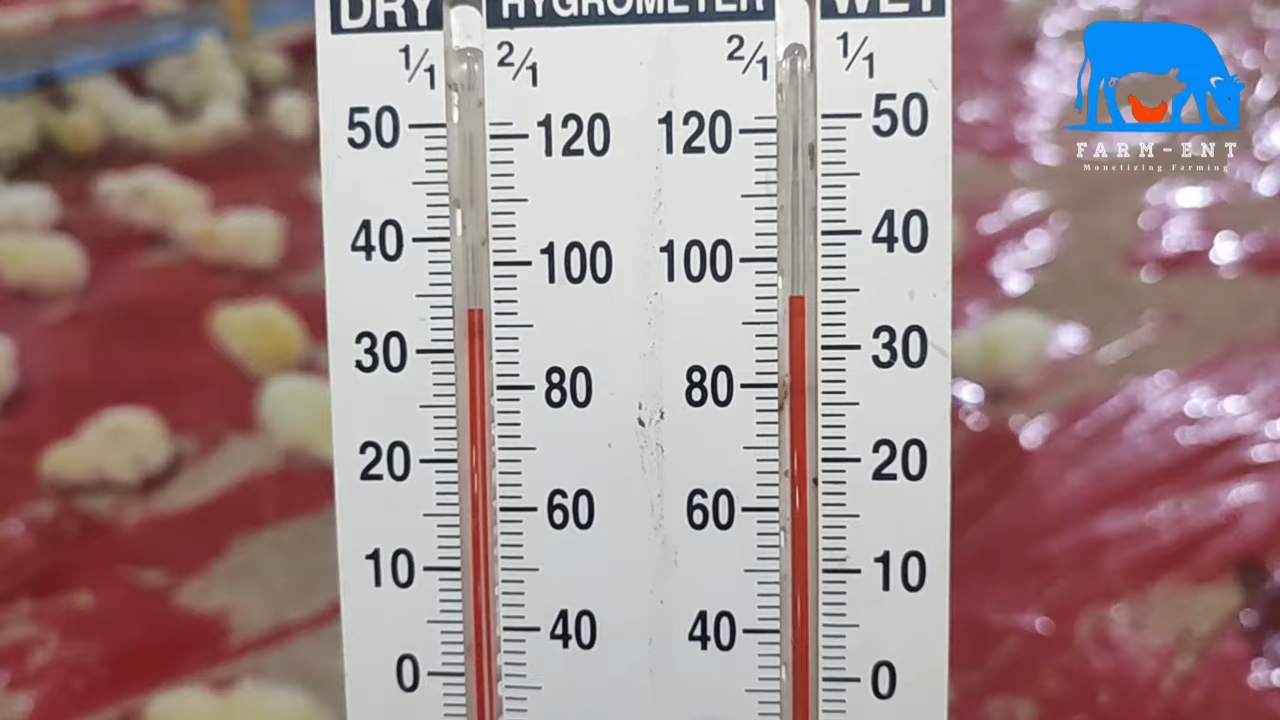 DRY HYGROMETER WET
1/1 2/1 2/1 1/1
50 120 120 50
40 100 100 40
30 80 80 30
20 60 60 20
10 40 40 10
0 0
FARM-ENT
Monetizing Farming